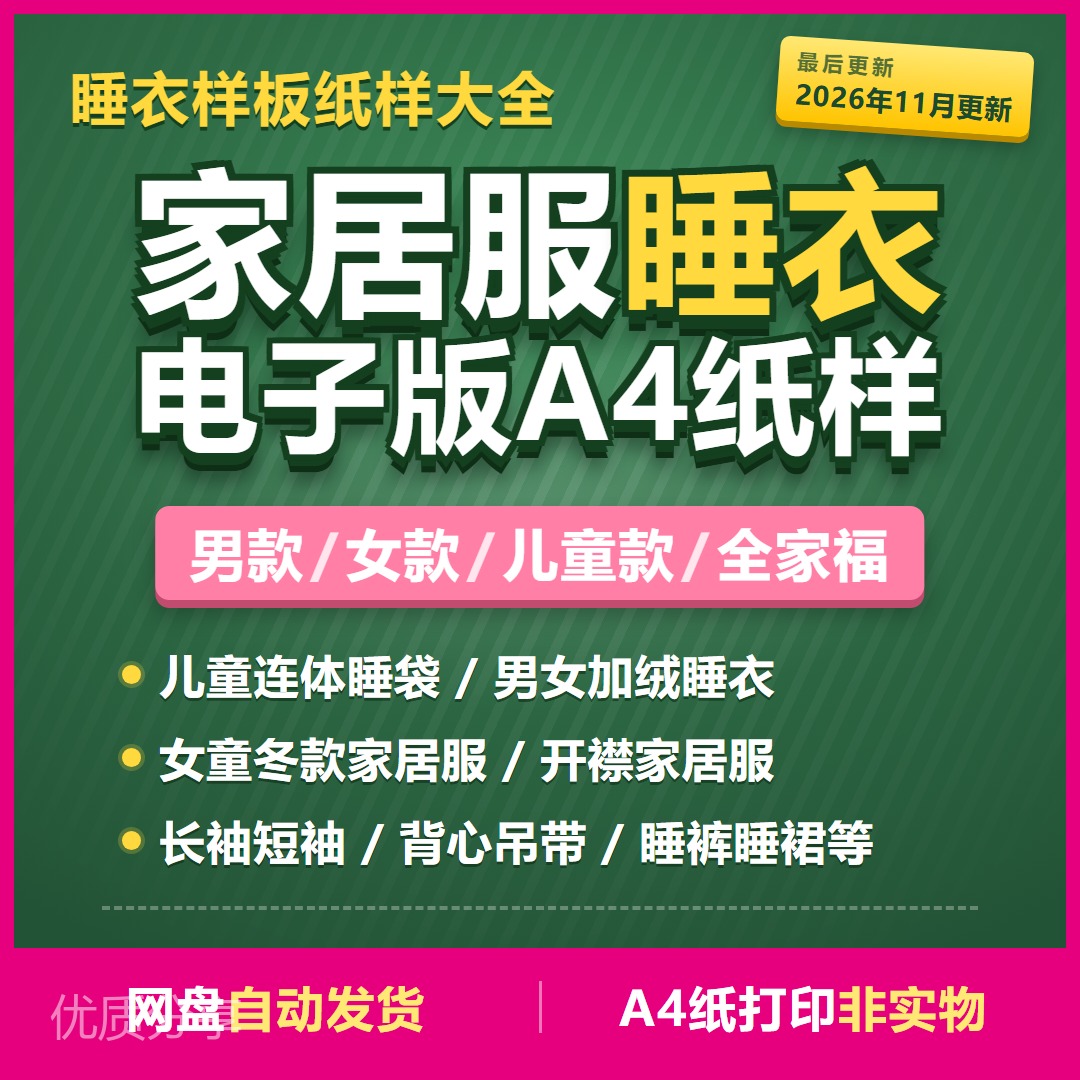 睡衣样板纸样大全
最后更新
2026年11月更新
家居服睡衣
电子版A4纸样
男款/女款/儿童款/全家福
儿童连体睡袋 / 男女加绒睡衣
女童冬款家居服 / 开襟家居服
长袖短袖 / 背心吊带 / 睡裤睡裙等
优质分享
网盘自动发货
A4纸打印非实物